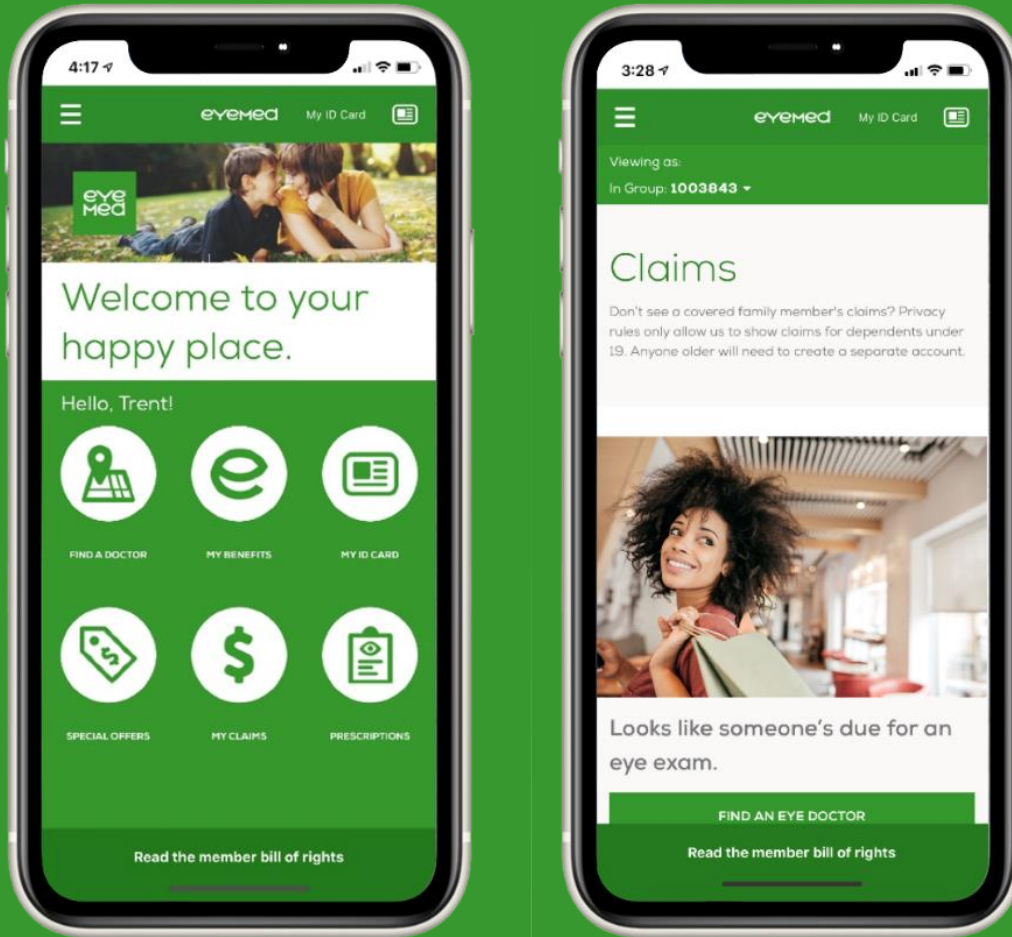 4:17
eyemed
My ID Card
eye
med
Welcome to your
happy place.
Hello, Trent!
FIND A DOCTOR
MY BENEFITS
MY ID CARD
SPECIAL OFFERS
MY CLAIMS
PRESCRIPTIONS
Read the member bill of rights
3:28
eyemed
My ID Card
Viewing as:
In Group: 1003843
Claims
Don't see a covered family member's claims? Privacy
rules only allow us to show claims for dependents under
19. Anyone older will need to create a separate account.
Looks like someone's due for an
eye exam.
FIND AN EYE DOCTOR
Read the member bill of rights